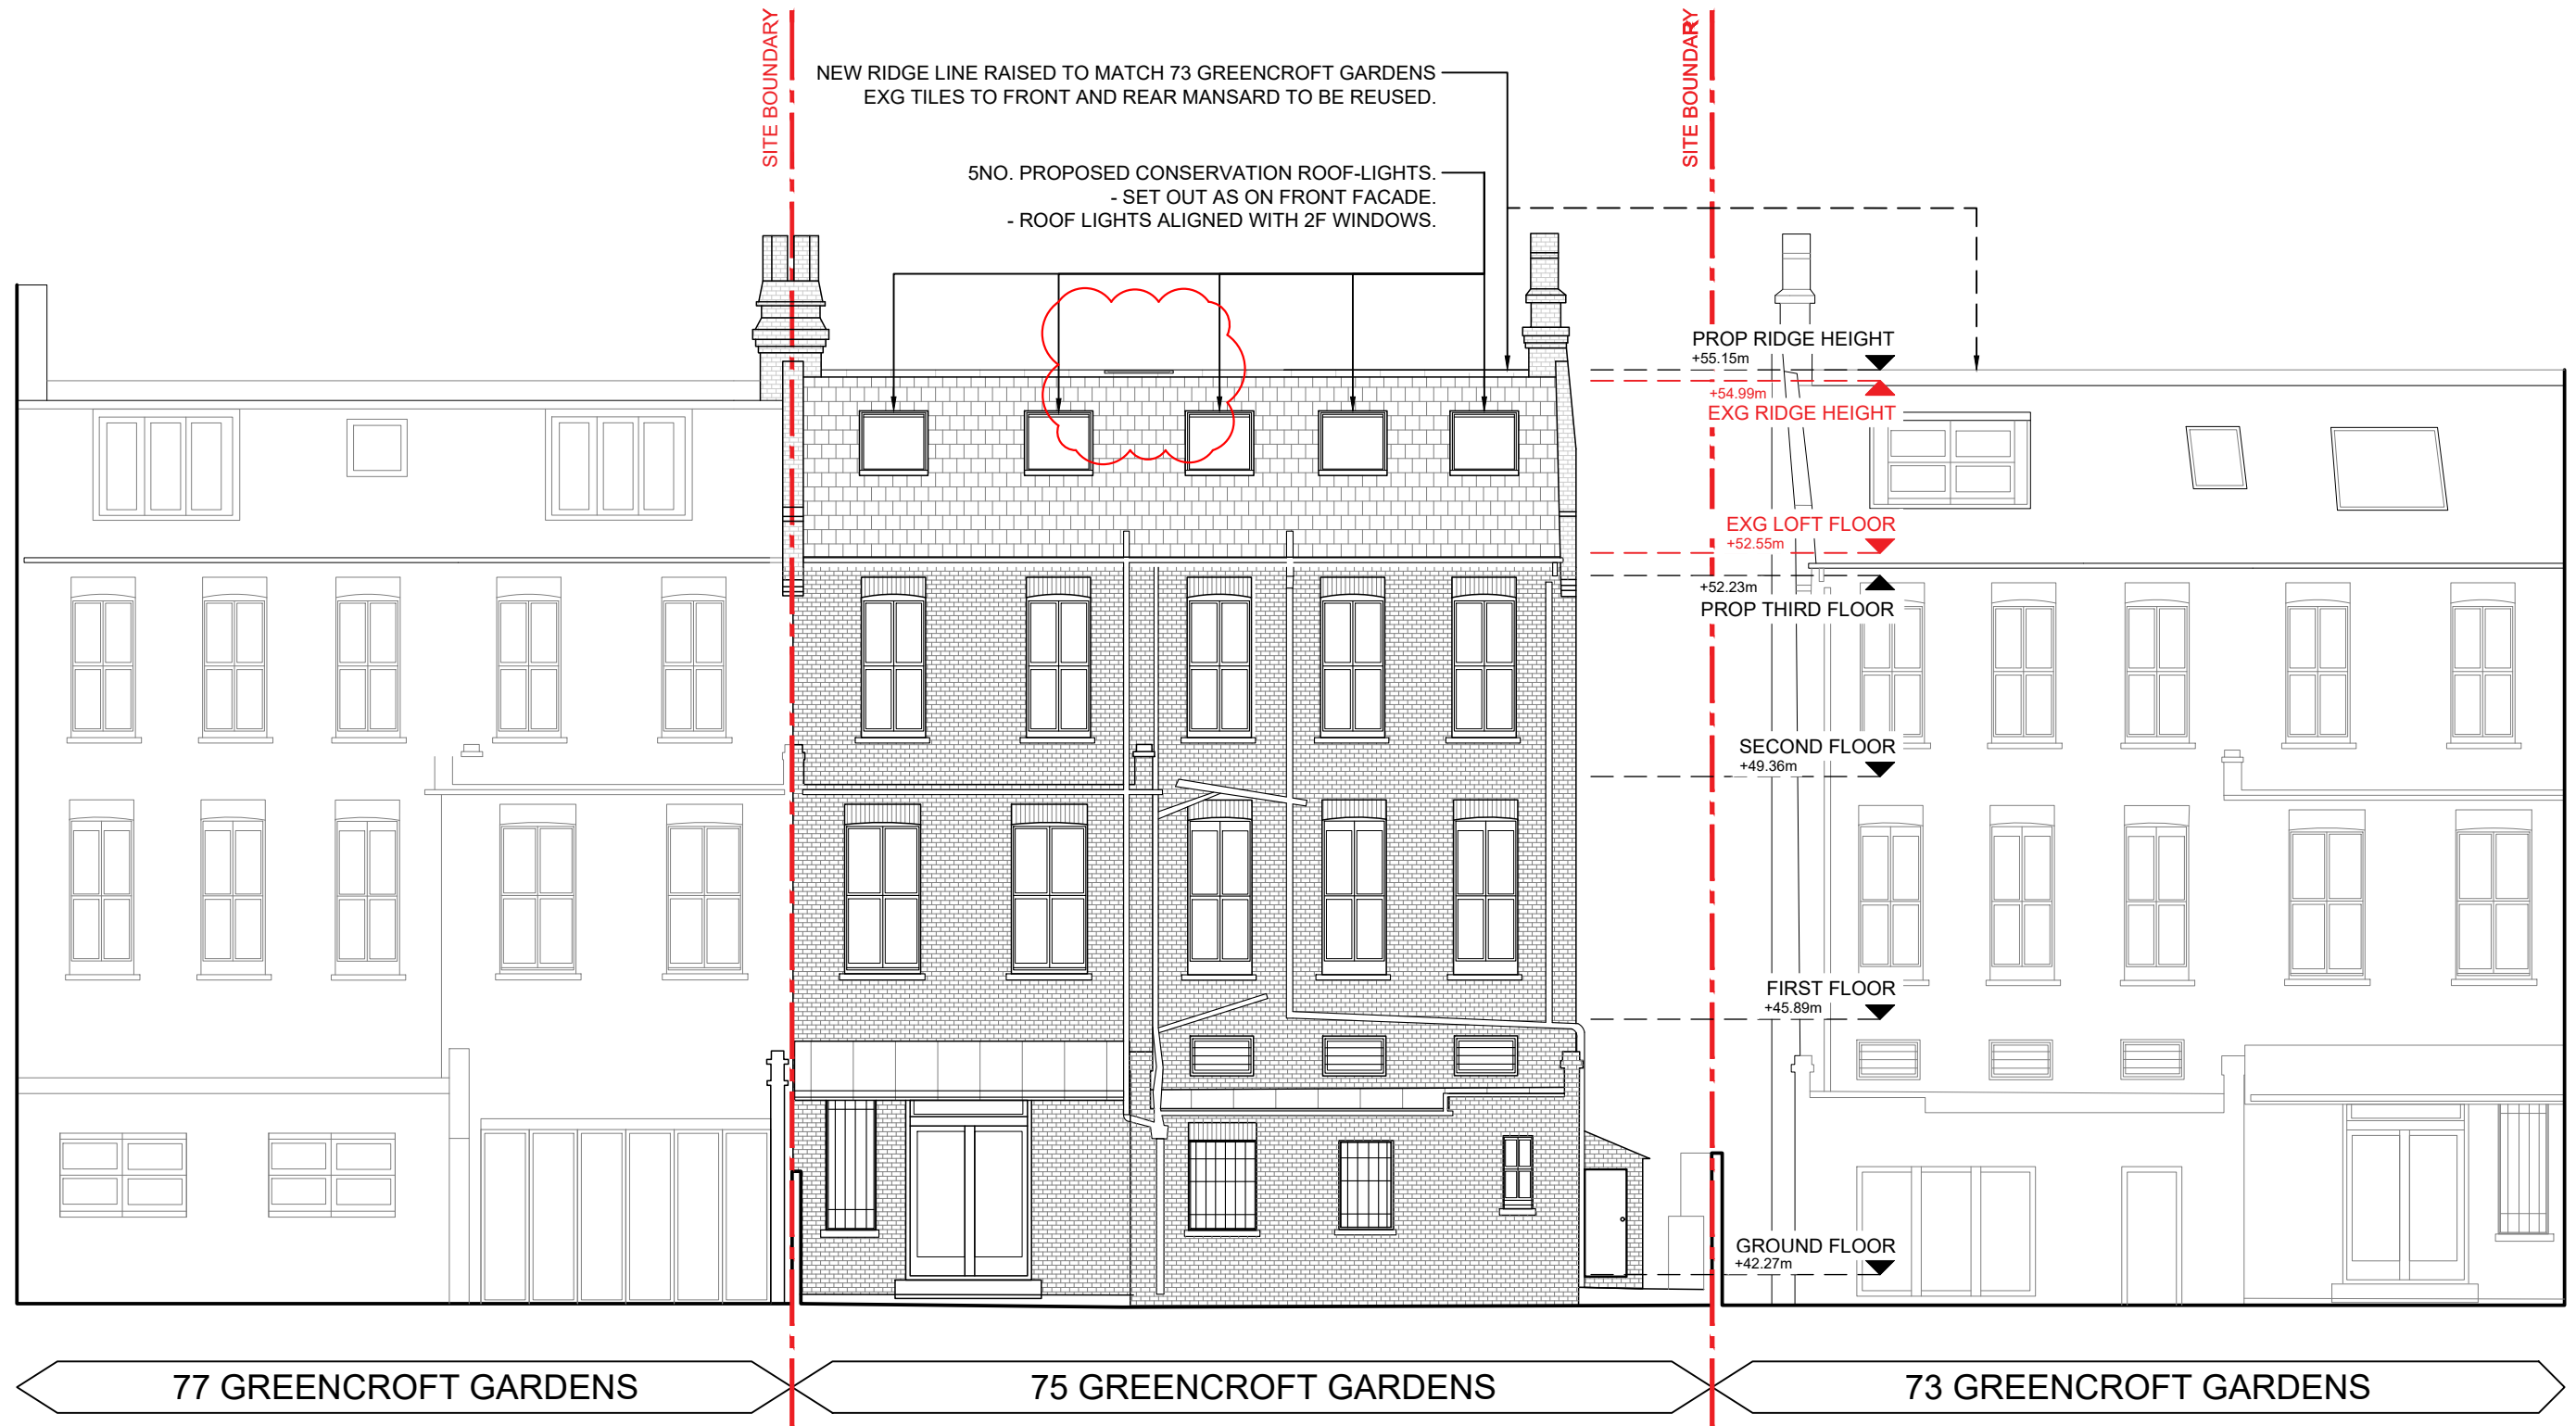 SITE BOUNDARY
SITE BOUNDARY
NEW RIDGE LINE RAISED TO MATCH 73 GREENCROFT GARDENS
EXG TILES TO FRONT AND REAR MANSARD TO BE REUSED.
5NO. PROPOSED CONSERVATION ROOF-LIGHTS.
- SET OUT AS ON FRONT FACADE.
- ROOF LIGHTS ALIGNED WITH 2F WINDOWS.
PROP RIDGE HEIGHT
+55.15m
+54.99m
EXG RIDGE HEIGHT
EXG LOFT FLOOR
+52.55m
+52.23m
PROP THIRD FLOOR
SECOND FLOOR
+49.36m
FIRST FLOOR
+45.89m
GROUND FLOOR
+42.27m
77 GREENCROFT GARDENS
75 GREENCROFT GARDENS
73 GREENCROFT GARDENS